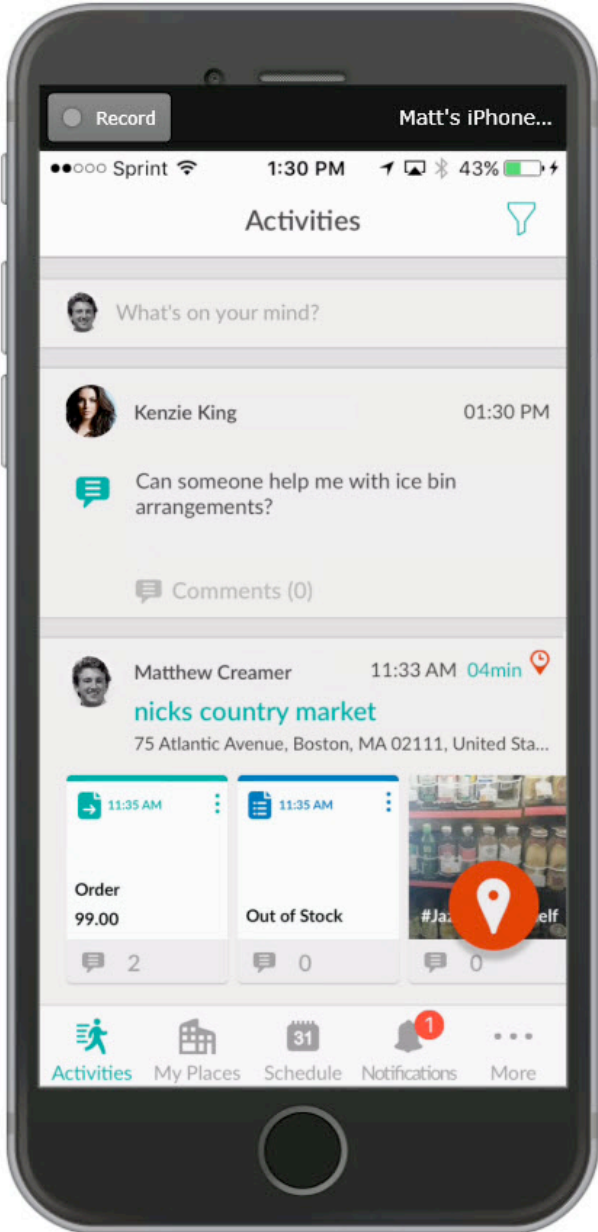 Record Matt's iPhone...
Sprint 1:30 PM 43%
Activities
What's on your mind?
Kenzie King 01:30 PM
Can someone help me with ice bin
arrangements?
Comments (0)
Matthew Creamer 11:33 AM 04min
nicks country market
75 Atlantic Avenue, Boston, MA 02111, United Sta...
11:35 AM 11:35 AM
Order
99.00 Out of Stock #Ja elf
2 0 0
31 1
Activities My Places Schedule Notifications More